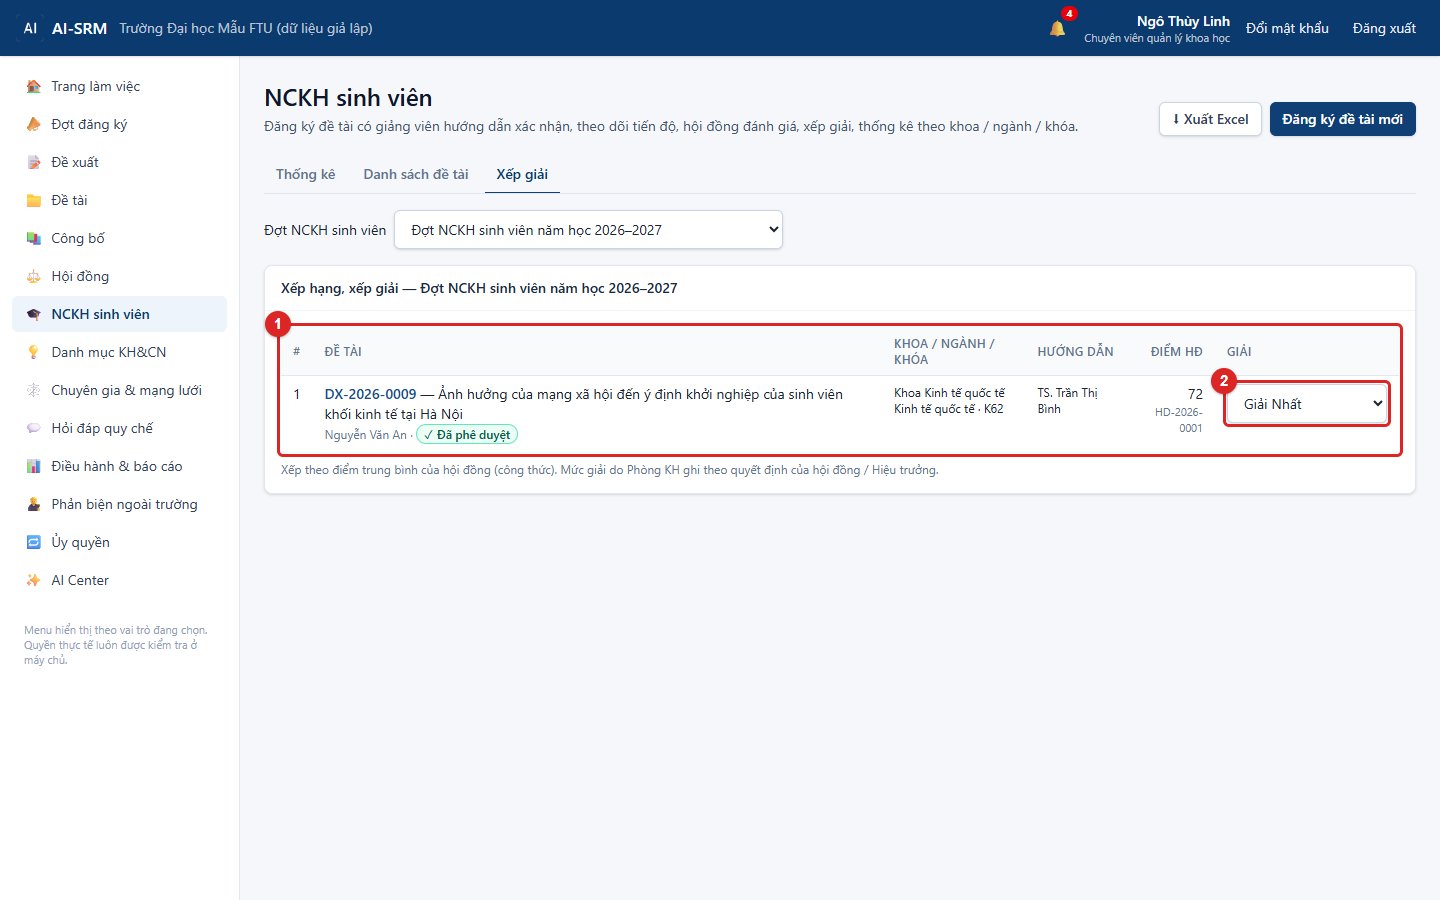 AI AI-SRM Trường Đại học Mẫu FTU (dữ liệu giả lập)
4
Ngô Thùy Linh
Chuyên viên quản lý khoa học
Đổi mật khẩu
Đăng xuất
Trang làm việc
Đợt đăng ký
Đề xuất
Đề tài
Công bố
Hội đồng
NCKH sinh viên
Danh mục KH&CN
Chuyên gia & mạng lưới
Hỏi đáp quy chế
Điều hành & báo cáo
Phản biện ngoài trường
Ủy quyền
AI Center
Menu hiển thị theo vai trò đang chọn.
Quyền thực tế luôn được kiểm tra ở
máy chủ.
NCKH sinh viên
Đăng ký đề tài có giảng viên hướng dẫn xác nhận, theo dõi tiến độ, hội đồng đánh giá, xếp giải, thống kê theo khoa / ngành / khóa.
⬇ Xuất Excel
Đăng ký đề tài mới
Thống kê
Danh sách đề tài
Xếp giải
Đợt NCKH sinh viên
Đợt NCKH sinh viên năm học 2026–2027
Xếp hạng, xếp giải — Đợt NCKH sinh viên năm học 2026–2027
1
# ĐỀ TÀI KHOA / NGÀNH / KHÓA HƯỚNG DẪN ĐIỂM HĐ GIẢI
2
1
DX-2026-0009 — Ảnh hưởng của mạng xã hội đến ý định khởi nghiệp của sinh viên
khối kinh tế tại Hà Nội
Nguyễn Văn An · ✓ Đã phê duyệt
Khoa Kinh tế quốc tế
Kinh tế quốc tế · K62
TS. Trần Thị
Bình
72
HD-2026-
0001
Giải Nhất
Xếp theo điểm trung bình của hội đồng (công thức). Mức giải do Phòng KH ghi theo quyết định của hội đồng / Hiệu trưởng.